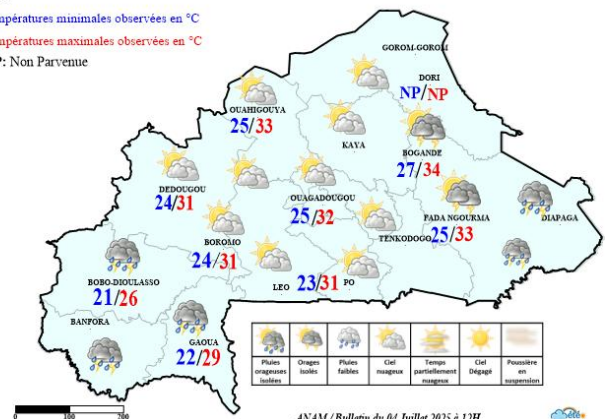 mpératures minimales observées en °C
mpératures maximales observées en °C
P: Non Parvenue
GOROM-GOROM
DORI
NP/NP
OUAHIGOUYA
25/33
KAYA
BOGANDE
27/34
DEDOUGOU
24/31
OUAGADOUGOU
25/32
FADA NGOURMA
25/33
DIAPAGA
BOROMO
24/31
TENKODOGO
BOBO-DIOULASSO
21/26
LEO
23/31
PO
BANFORA
GAOUA
22/29
Pluies orageuses isolées
Orages isolés
Pluies faibles
Ciel nuageux
Temps partiellement nuageux
Ciel Dégagé
Poussière en suspension
100
200
ANAM / Bulletin du 04 Juillet 2025 à 12H